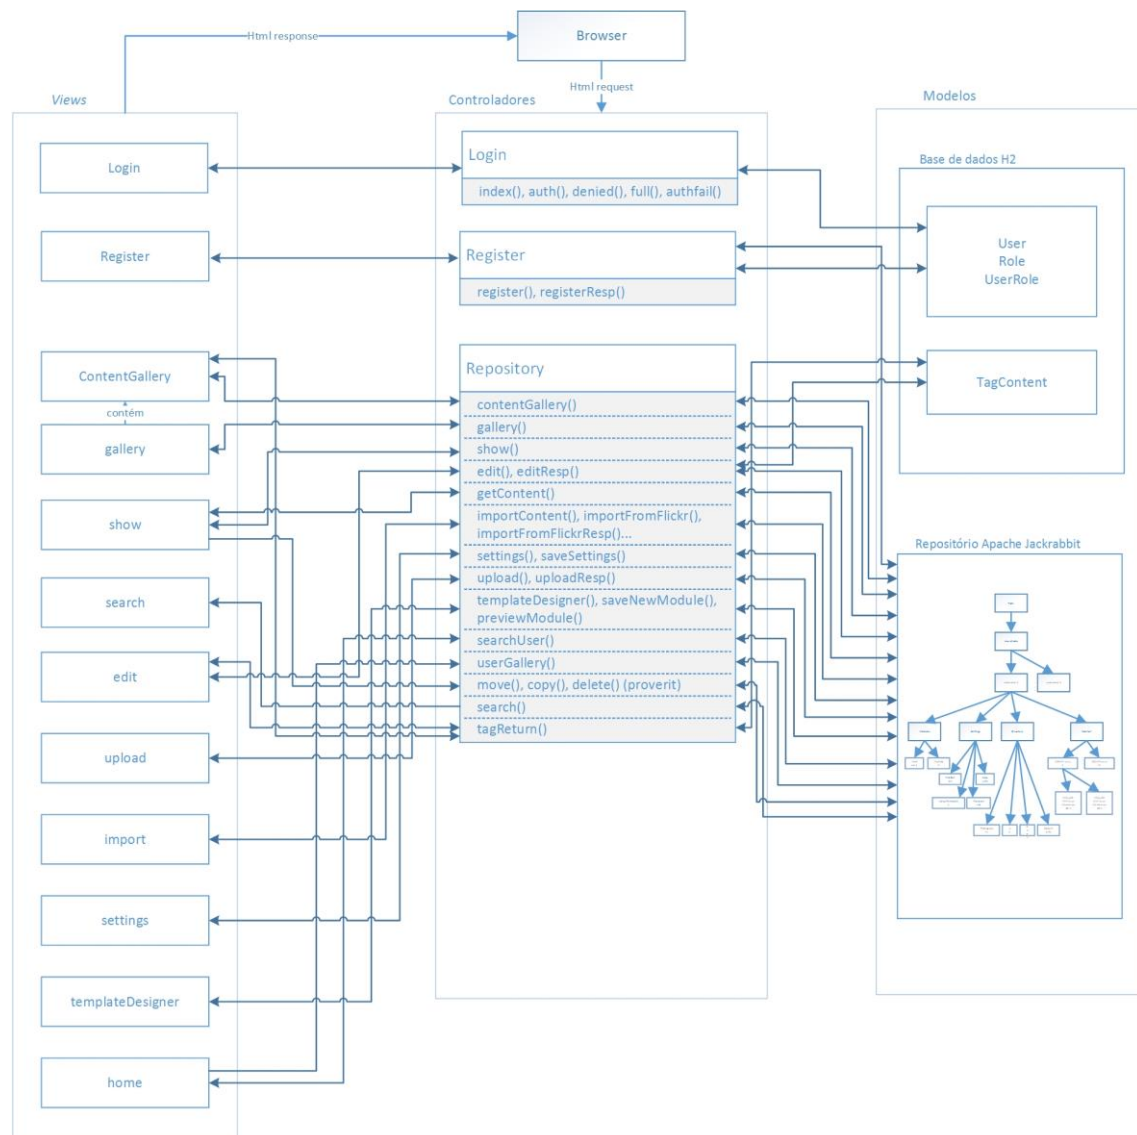 Browser
Html response
Html request
Views
Login
Register
ContentGallery
contém
gallery
show
search
edit
upload
import
settings
templateDesigner
home
Controladores
Login
index(), auth(), denied(), full(), authfail()
Register
register(), registerResp()
Repository
contentGallery()
gallery()
show()
edit(), editResp()
getContent()
importContent(), importFromFlickr(),
importFromFlickrResp()...
settings(), saveSettings()
upload(), uploadResp()
templateDesigner(), saveNewModule(),
previewModule()
searchUser()
userGallery()
move(), copy(), delete() (proverit)
search()
tagReturn()
Modelos
Base de dados H2
User
Role
UserRole
TagContent
Repositório Apache Jackrabbit